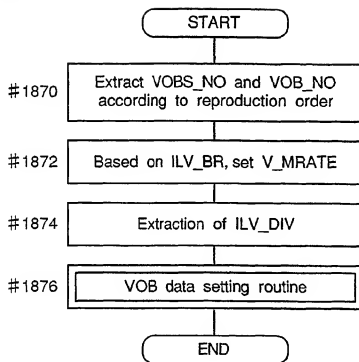 START
#1870
Extract VOBS_NO and VOB_NO
according to reproduction order
#1872
Based on ILV_BR, set V_MRATE
#1874
Extraction of ILV_DIV
#1876
VOB data setting routine
END